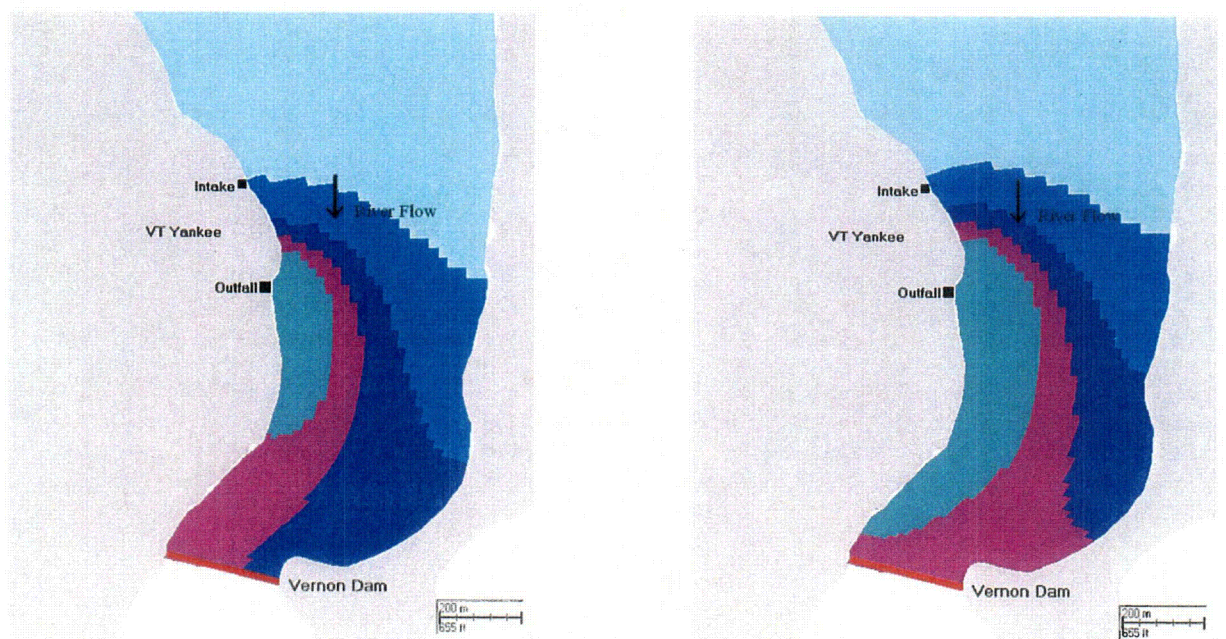 Intake
River Flow
VT Yankee
Outfall
Vernon Dam
200 m
655 ft
Intake
River Flow
VT Yankee
Outfall
Vernon Dam
200 m
655 ft